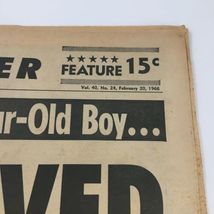 ER
★★★★★
FEATURE 15¢
Vol. 40, No. 24, February 20, 1966
ar-Old Boy...
VED